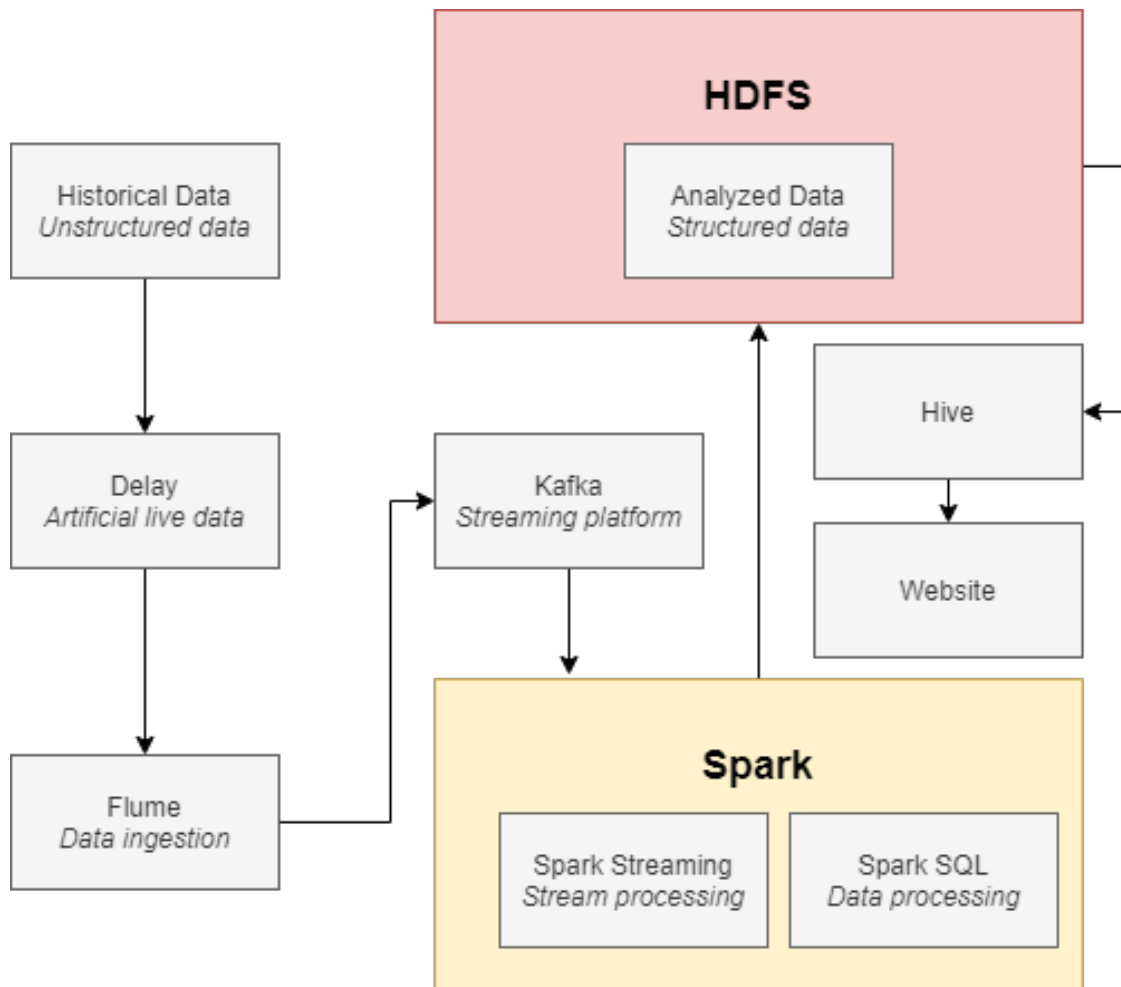 HDFS
Historical Data
Unstructured data
Analyzed Data
Structured data
Hive
Delay
Artificial live data
Kafka
Streaming platform
Website
Spark
Flume
Data ingestion
Spark Streaming
Stream processing
Spark SQL
Data processing